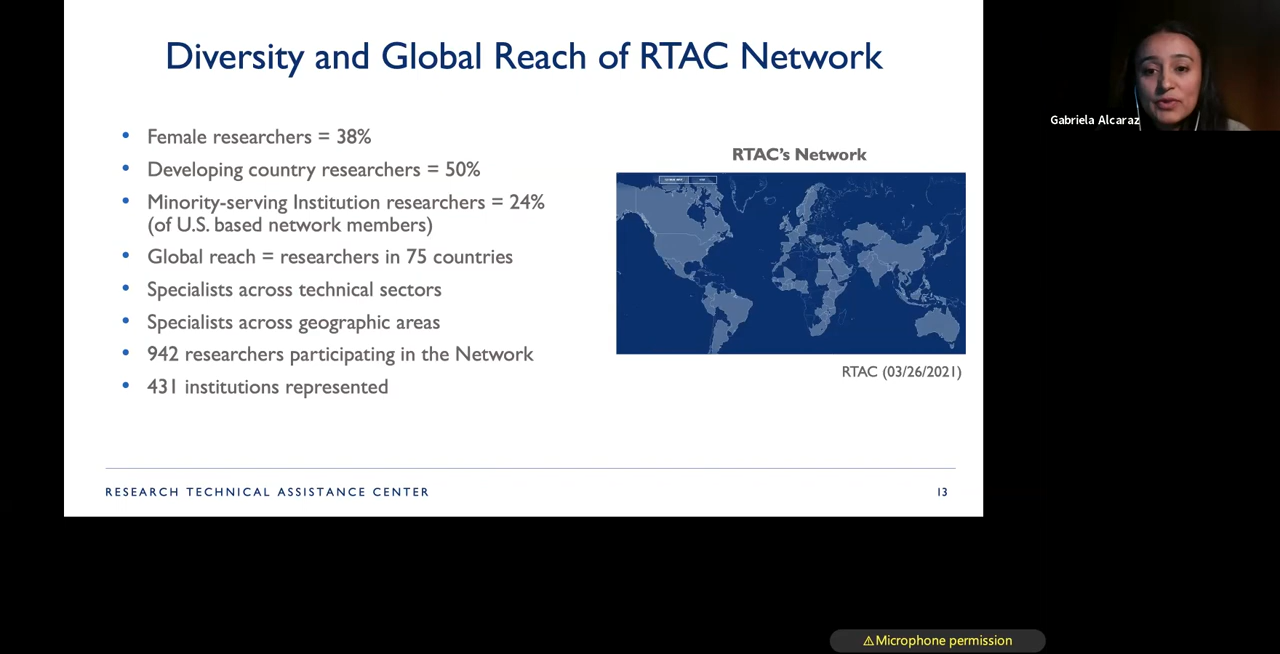 Diversity and Global Reach of RTAC Network
• Female researchers = 38%
• Developing country researchers = 50%
• Minority-serving Institution researchers = 24%
(of U.S. based network members)
• Global reach = researchers in 75 countries
• Specialists across technical sectors
• Specialists across geographic areas
• 942 researchers participating in the Network
• 431 institutions represented
RTAC's Network
RTAC (03/26/2021)
RESEARCH TECHNICAL ASSISTANCE CENTER
13
Gabriela Alcaraz
⚠Microphone permission